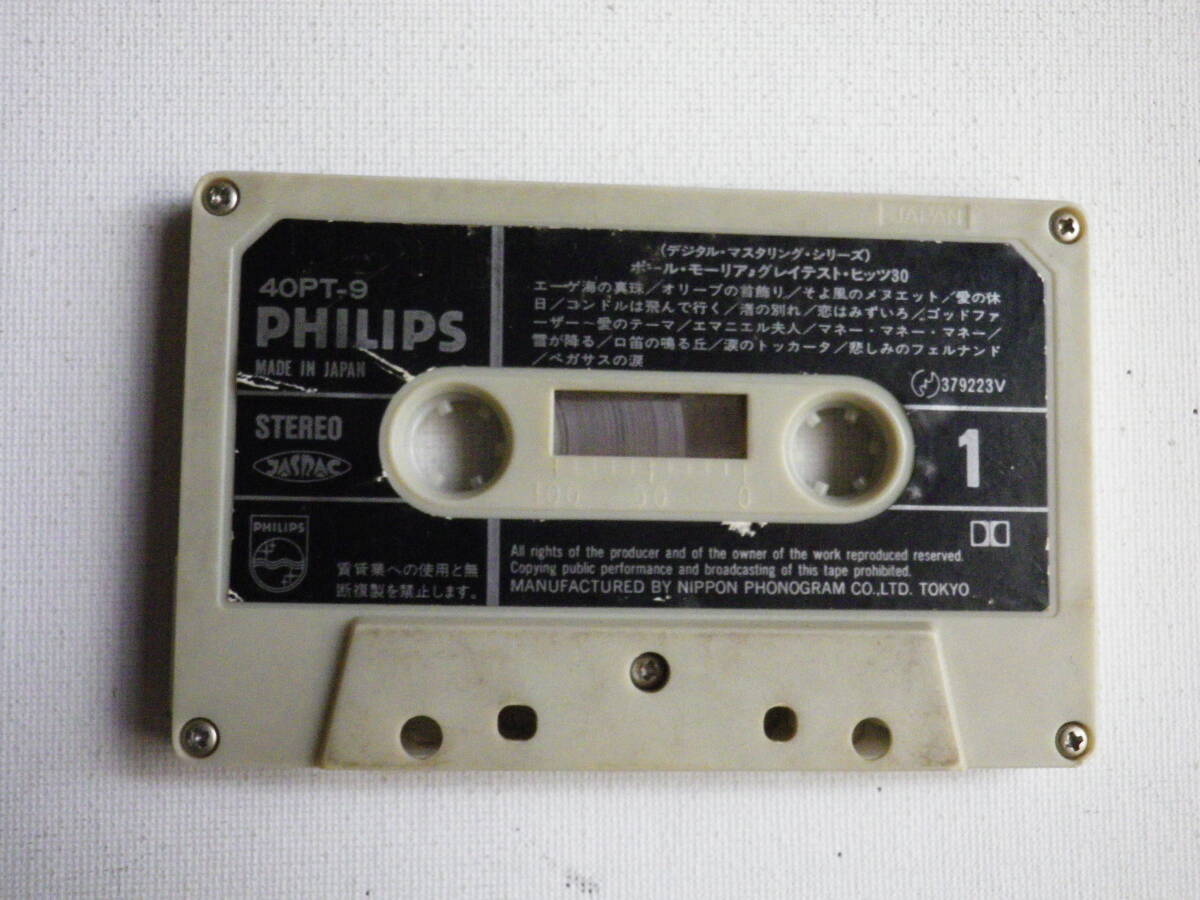 JAPAN
40PT-9
PHILIPS
MADE IN JAPAN
STEREO
JASRAC
PHILIPS
賃貸業への使用と無
断複製を禁止します。
(デジタル・マスタリング・シリーズ)
ポール・モーリア♪グレイテスト・ヒッツ30
エーゲ海の真珠/オリーブの首飾り/そよ風のメヌエット/愛の休
日/コンドルは飛んで行く/渚の別れ/恋はみずいろ/ゴッドファ
ーザー〜愛のテーマ/エマニエル夫人/マネー・マネー・マネー/
雪が降る/口笛の鳴る丘/涙のトッカータ/悲しみのフェルナンド
/ペガサスの涙
379223V
1
100 50 0
All rights of the producer and of the owner of the work reproduced reserved.
Copying public performance and broadcasting of this tape prohibited.
MANUFACTURED BY NIPPON PHONOGRAM CO.,LTD. TOKYO